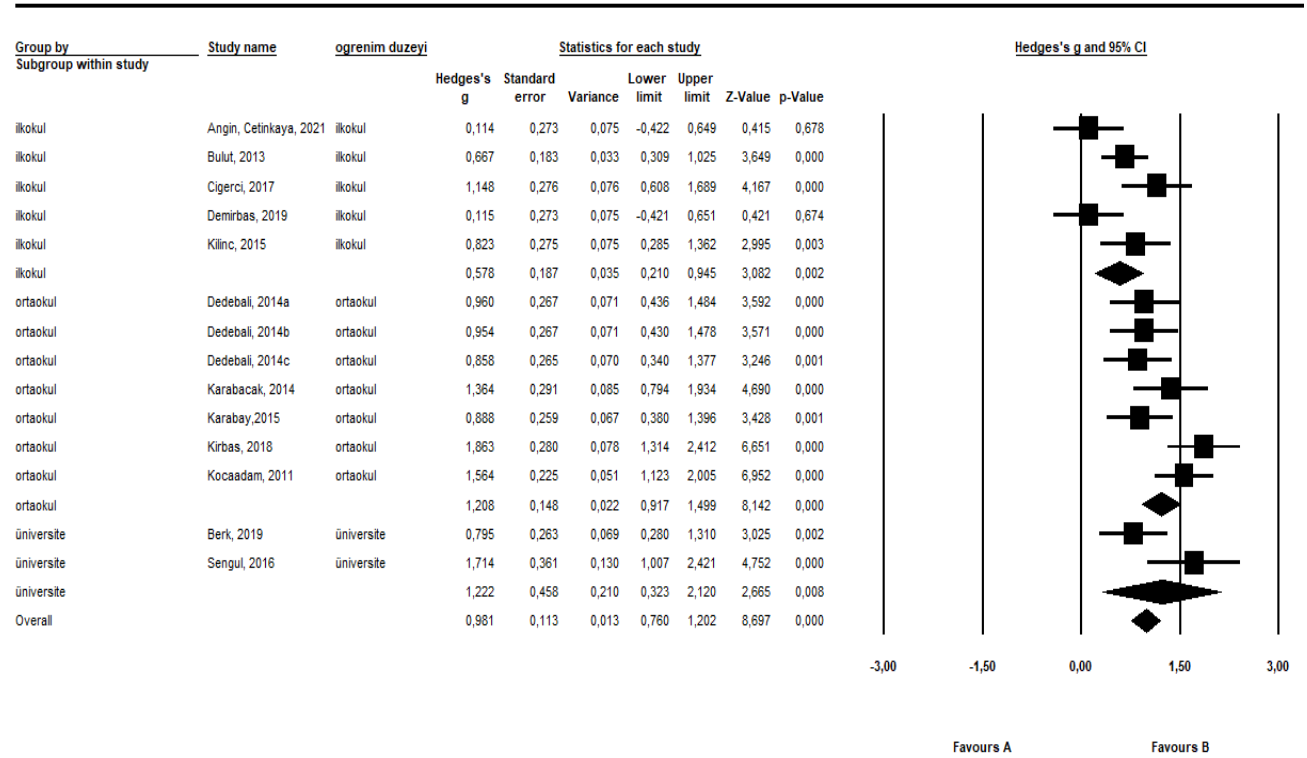 Group by Study name ogrenim duzeyi Statistics for each study Hedges's g and 95% CI
Subgroup within study
Hedges's Standard Lower Upper
g error Variance limit limit Z-Value p-Value
ilkokul Angin, Cetinkaya, 2021 ilkokul 0,114 0,273 0,075 -0,422 0,649 0,415 0,678
ilkokul Bulut, 2013 ilkokul 0,667 0,183 0,033 0,309 1,025 3,649 0,000
ilkokul Cigerci, 2017 ilkokul 1,148 0,276 0,076 0,608 1,689 4,167 0,000
ilkokul Demirbas, 2019 ilkokul 0,115 0,273 0,075 -0,421 0,651 0,421 0,674
ilkokul Kilinc, 2015 ilkokul 0,823 0,275 0,075 0,285 1,362 2,995 0,003
ilkokul 0,578 0,187 0,035 0,210 0,945 3,082 0,002
ortaokul Dedebali, 2014a ortaokul 0,960 0,267 0,071 0,436 1,484 3,592 0,000
ortaokul Dedebali, 2014b ortaokul 0,954 0,267 0,071 0,430 1,478 3,571 0,000
ortaokul Dedebali, 2014c ortaokul 0,858 0,265 0,070 0,340 1,377 3,246 0,001
ortaokul Karabacak, 2014 ortaokul 1,364 0,291 0,085 0,794 1,934 4,690 0,000
ortaokul Karabay,2015 ortaokul 0,888 0,259 0,067 0,380 1,396 3,428 0,001
ortaokul Kirbas, 2018 ortaokul 1,863 0,280 0,078 1,314 2,412 6,651 0,000
ortaokul Kocaadam, 2011 ortaokul 1,564 0,225 0,051 1,123 2,005 6,952 0,000
ortaokul 1,208 0,148 0,022 0,917 1,499 8,142 0,000
üniversite Berk, 2019 üniversite 0,795 0,263 0,069 0,280 1,310 3,025 0,002
üniversite Sengul, 2016 üniversite 1,714 0,361 0,130 1,007 2,421 4,752 0,000
üniversite 1,222 0,458 0,210 0,323 2,120 2,665 0,008
Overall 0,981 0,113 0,013 0,760 1,202 8,697 0,000
-3,00 -1,50 0,00 1,50 3,00
Favours A Favours B